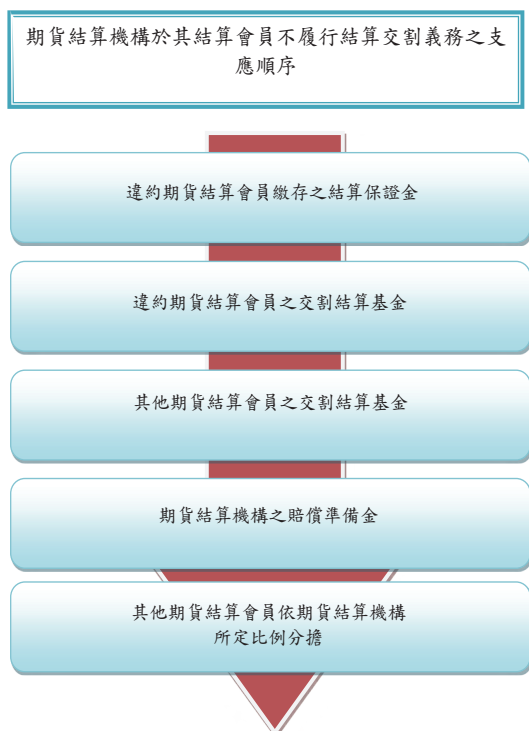 期貨結算機構於其結算會員不履行結算交割義務之支
應順序
違約期貨結算會員繳存之結算保證金
違約期貨結算會員之交割結算基金
其他期貨結算會員之交割結算基金
期貨結算機構之賠償準備金
其他期貨結算會員依期貨結算機構
所定比例分擔